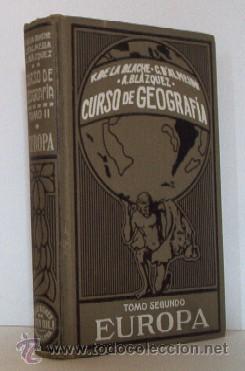 V. DE LA BLACHE - C. D'ALMEIDA
A. BLÁZQUEZ
CURSO DE GEOGRAFÍA
TOMO SEGUNDO
EUROPA
CURSO DE
GEOGRAFÍA
TOMO II
EUROPA
todocoleccion.net